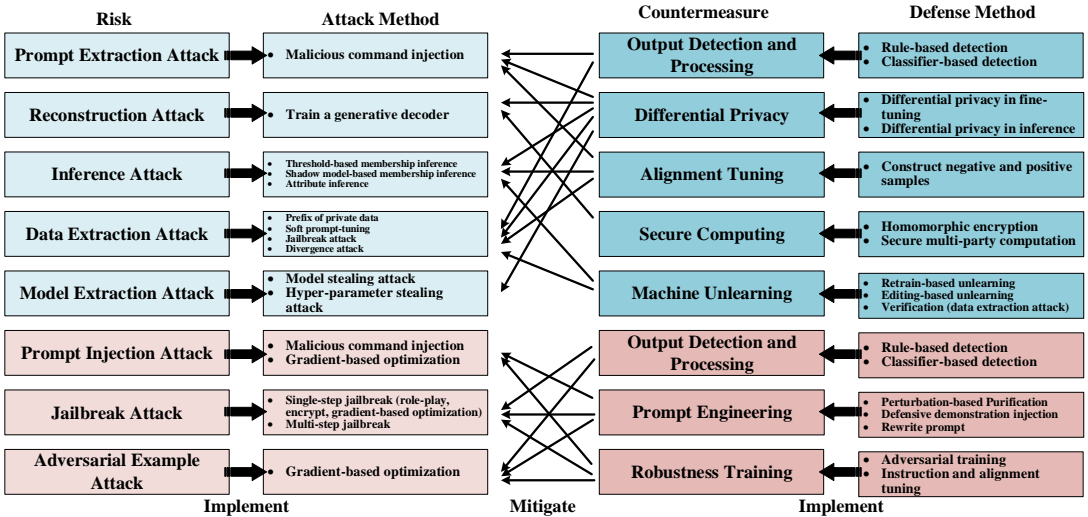 Risk
Attack Method
Countermeasure
Defense Method
Prompt Extraction Attack
• Malicious command injection
Output Detection and
Processing
• Rule-based detection
• Classifier-based detection
Reconstruction Attack
• Train a generative decoder
Differential Privacy
• Differential privacy in fine-
tuning
• Differential privacy in inference
Inference Attack
• Threshold-based membership inference
• Shadow model-based membership inference
• Attribute inference
Alignment Tuning
• Construct negative and positive
samples
Data Extraction Attack
• Prefix of private data
• Soft prompt-tuning
• Jailbreak attack
• Divergence attack
Secure Computing
• Homomorphic encryption
• Secure multi-party computation
Model Extraction Attack
• Model stealing attack
• Hyper-parameter stealing
attack
Machine Unlearning
• Retrain-based unlearning
• Editing-based unlearning
• Verification (data extraction attack)
Prompt Injection Attack
• Malicious command injection
• Gradient-based optimization
Output Detection and
Processing
• Rule-based detection
• Classifier-based detection
Jailbreak Attack
• Single-step jailbreak (role-play,
encrypt, gradient-based optimization)
• Multi-step jailbreak
Prompt Engineering
• Perturbation-based Purification
• Defensive demonstration injection
• Rewrite prompt
Adversarial Example
Attack
• Gradient-based optimization
Robustness Training
• Adversarial training
• Instruction and alignment
tuning
Implement
Mitigate
Implement